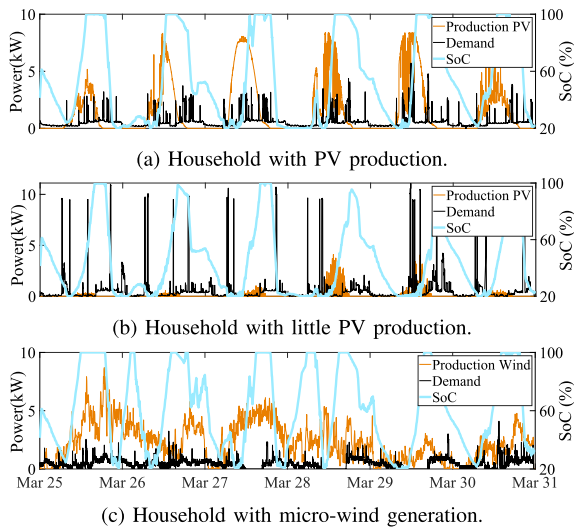 10
5
0
Power(kW)
Production PV
Demand
SoC
100
60
20
SoC (%)
(a) Household with PV production.
10
5
0
Power(kW)
Production PV
Demand
SoC
100
60
20
SoC (%)
(b) Household with little PV production.
10
5
0
Power(kW)
Production Wind
Demand
SoC
100
60
20
SoC (%)
Mar 25 Mar 26 Mar 27 Mar 28 Mar 29 Mar 30 Mar 31
(c) Household with micro-wind generation.